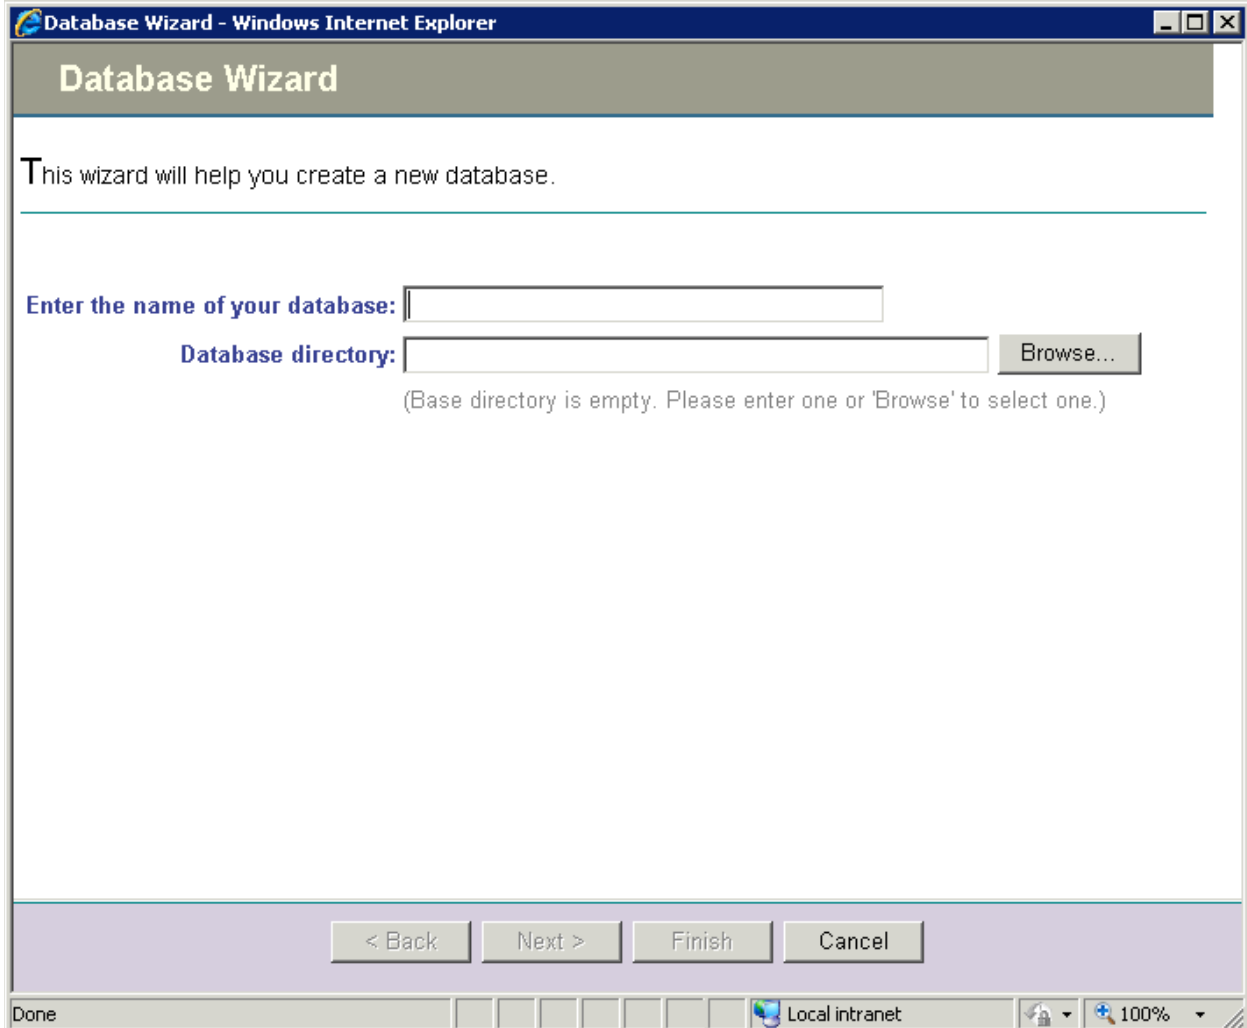 Database Wizard - Windows Internet Explorer
Database Wizard
This wizard will help you create a new database.
Enter the name of your database:
Database directory: Browse...
(Base directory is empty. Please enter one or 'Browse' to select one.)
< Back Next > Finish Cancel
Done Local intranet 100%